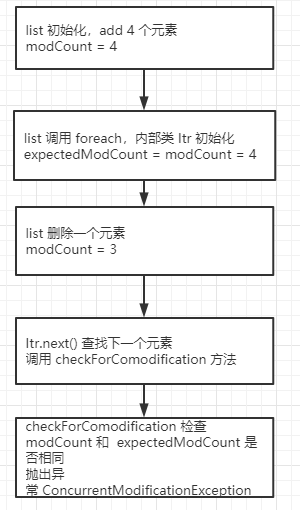 list 初始化，add 4 个元素
modCount = 4
list 调用 foreach，内部类 Itr 初始化
expectedModCount = modCount = 4
list 删除一个元素
modCount = 3
Itr.next() 查找下一个元素
调用 checkForComodification 方法
checkForComodification 检查
modCount 和 expectedModCount 是
否相同
抛出异
常 ConcurrentModificationException